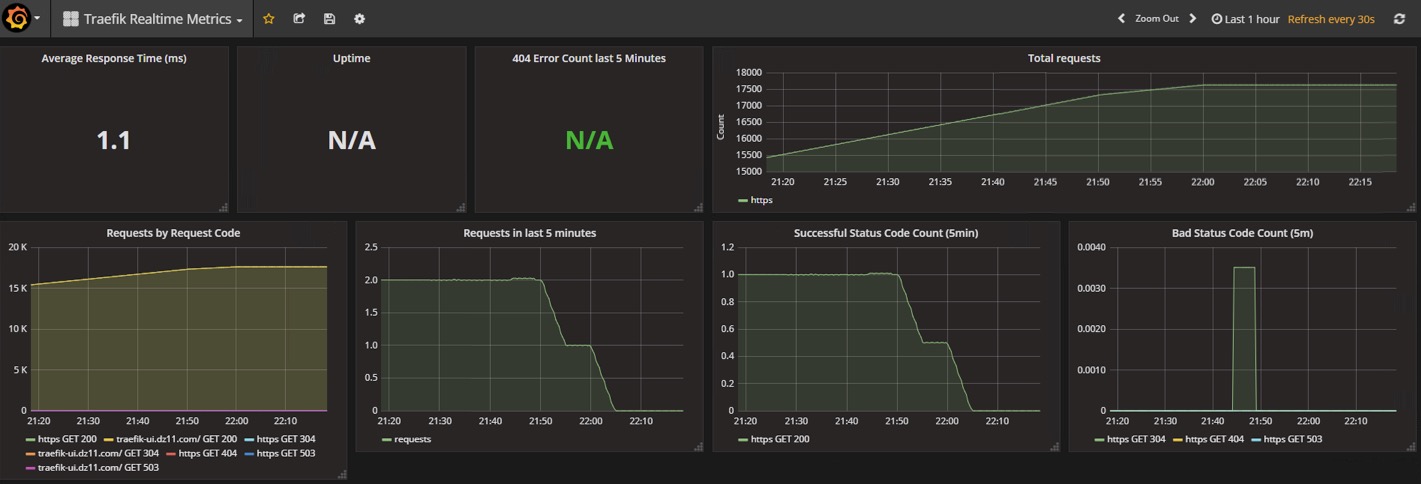 Traefik Realtime Metrics
Zoom Out
Last 1 hour Refresh every 30s
Average Response Time (ms)
1.1
Uptime
N/A
404 Error Count last 5 Minutes
N/A
Total requests
Count
18000
17500
17000
16500
16000
15500
15000
21:20 21:25 21:30 21:35 21:40 21:45 21:50 21:55 22:00 22:05 22:10 22:15
https
Requests by Request Code
20 K
15 K
10 K
5 K
0
21:20 21:30 21:40 21:50 22:00 22:10
https GET 200 traefik-ui.dz11.com/ GET 200 https GET 304
traefik-ui.dz11.com/ GET 304 https GET 404 https GET 503
traefik-ui.dz11.com/ GET 503
Requests in last 5 minutes
2.5
2.0
1.5
1.0
0.5
0
21:20 21:30 21:40 21:50 22:00 22:10
requests
Successful Status Code Count (5min)
1.2
1.0
0.8
0.6
0.4
0.2
0
21:20 21:30 21:40 21:50 22:00 22:10
https GET 200
Bad Status Code Count (5m)
0.0040
0.0030
0.0020
0.0010
0
21:20 21:30 21:40 21:50 22:00 22:10
https GET 304 https GET 404 https GET 503